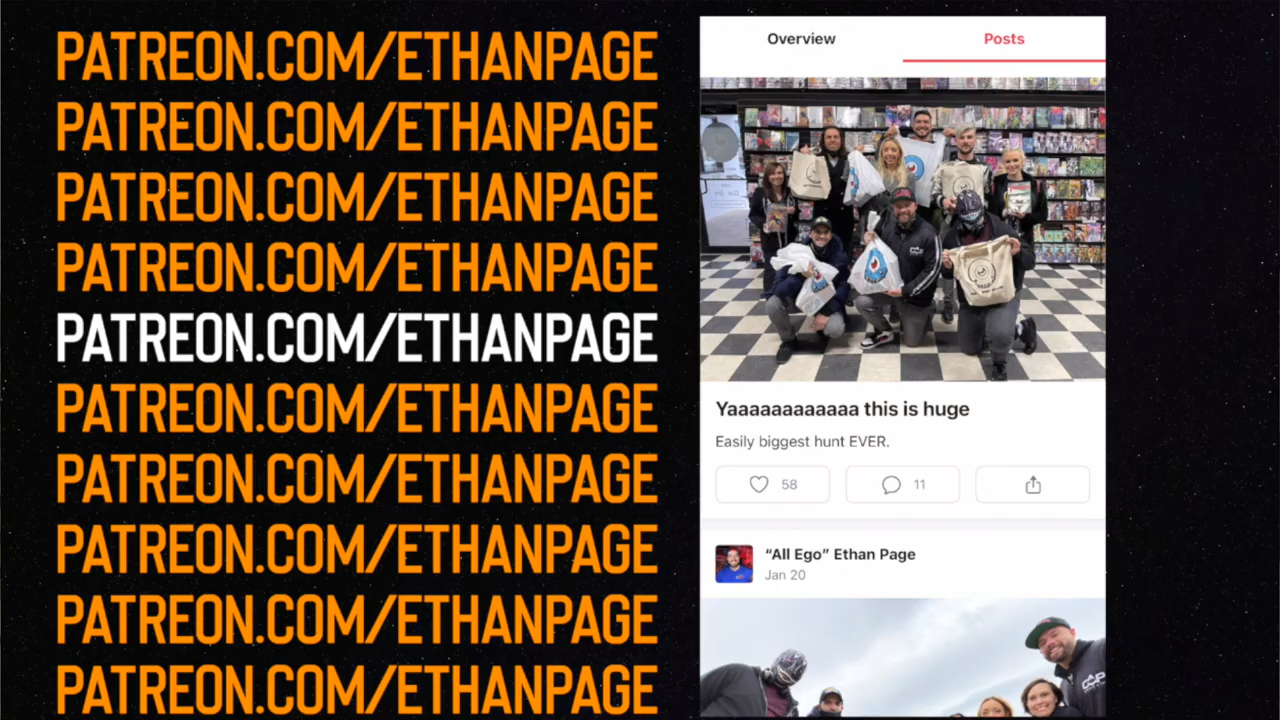 PATREON.COM/ETHANPAGE
PATREON.COM/ETHANPAGE
PATREON.COM/ETHANPAGE
PATREON.COM/ETHANPAGE
PATREON.COM/ETHANPAGE
PATREON.COM/ETHANPAGE
PATREON.COM/ETHANPAGE
PATREON.COM/ETHANPAGE
PATREON.COM/ETHANPAGE
PATREON.COM/ETHANPAGE
Overview
Posts
Yaaaaaaaaaaaa this is huge
Easily biggest hunt EVER.
58
11
“All Ego” Ethan Page
Jan 20